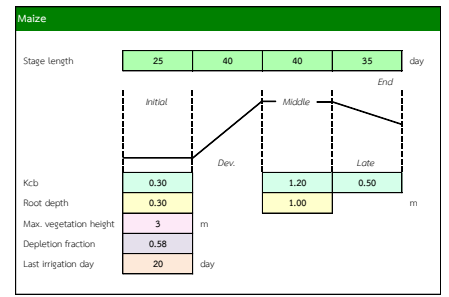 Maize
Stage length 25 40 40 35 day
End
Initial Middle
Dev. Late
Kcb 0.30 1.20 0.50
Root depth 0.30 1.00 m
Max. vegetation height 3 m
Depletion fraction 0.58
Last irrigation day 20 day